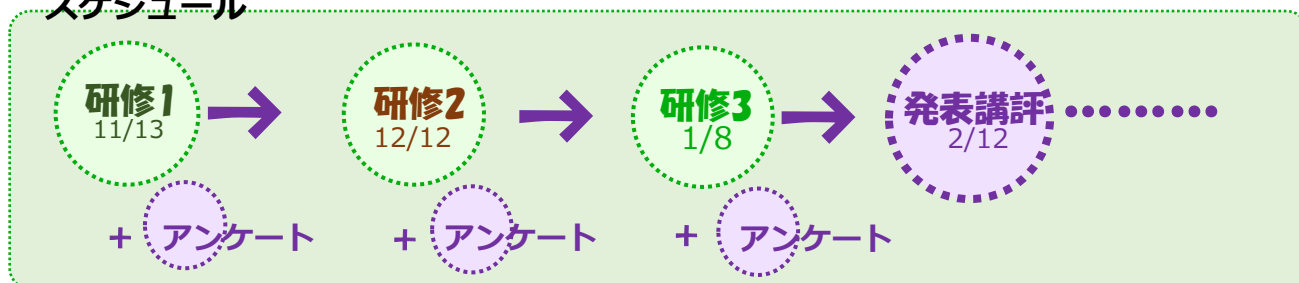 スケジュール
研修1
11/13
研修2
12/12
研修3
1/8
発表講評
2/12
+ アンケート
+ アンケート
+ アンケート